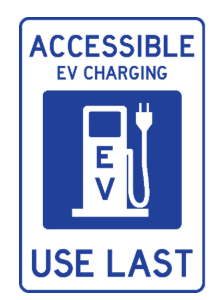 ACCESSIBLE
EV CHARGING
E
V
USE LAST